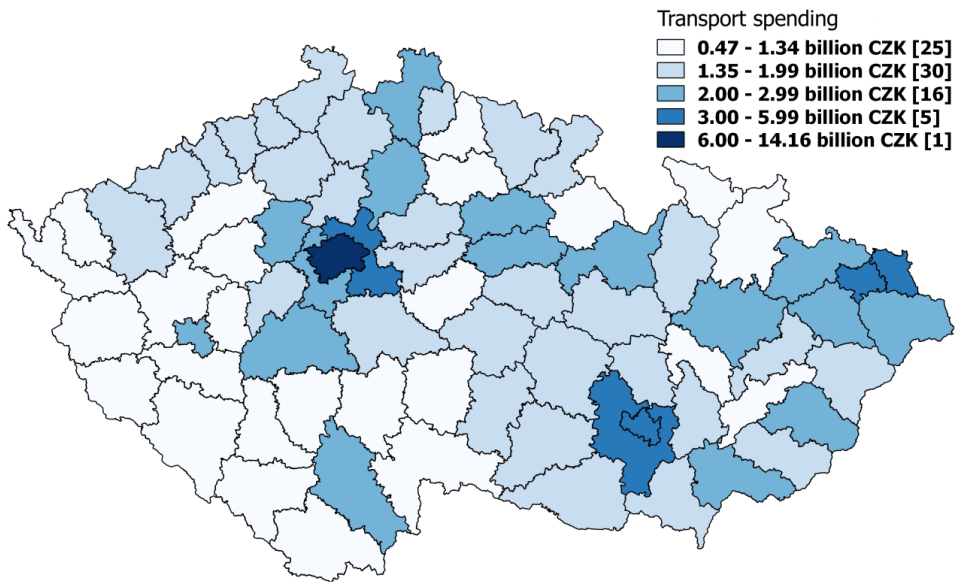 Transport spending
0.47 - 1.34 billion CZK [25]
1.35 - 1.99 billion CZK [30]
2.00 - 2.99 billion CZK [16]
3.00 - 5.99 billion CZK [5]
6.00 - 14.16 billion CZK [1]